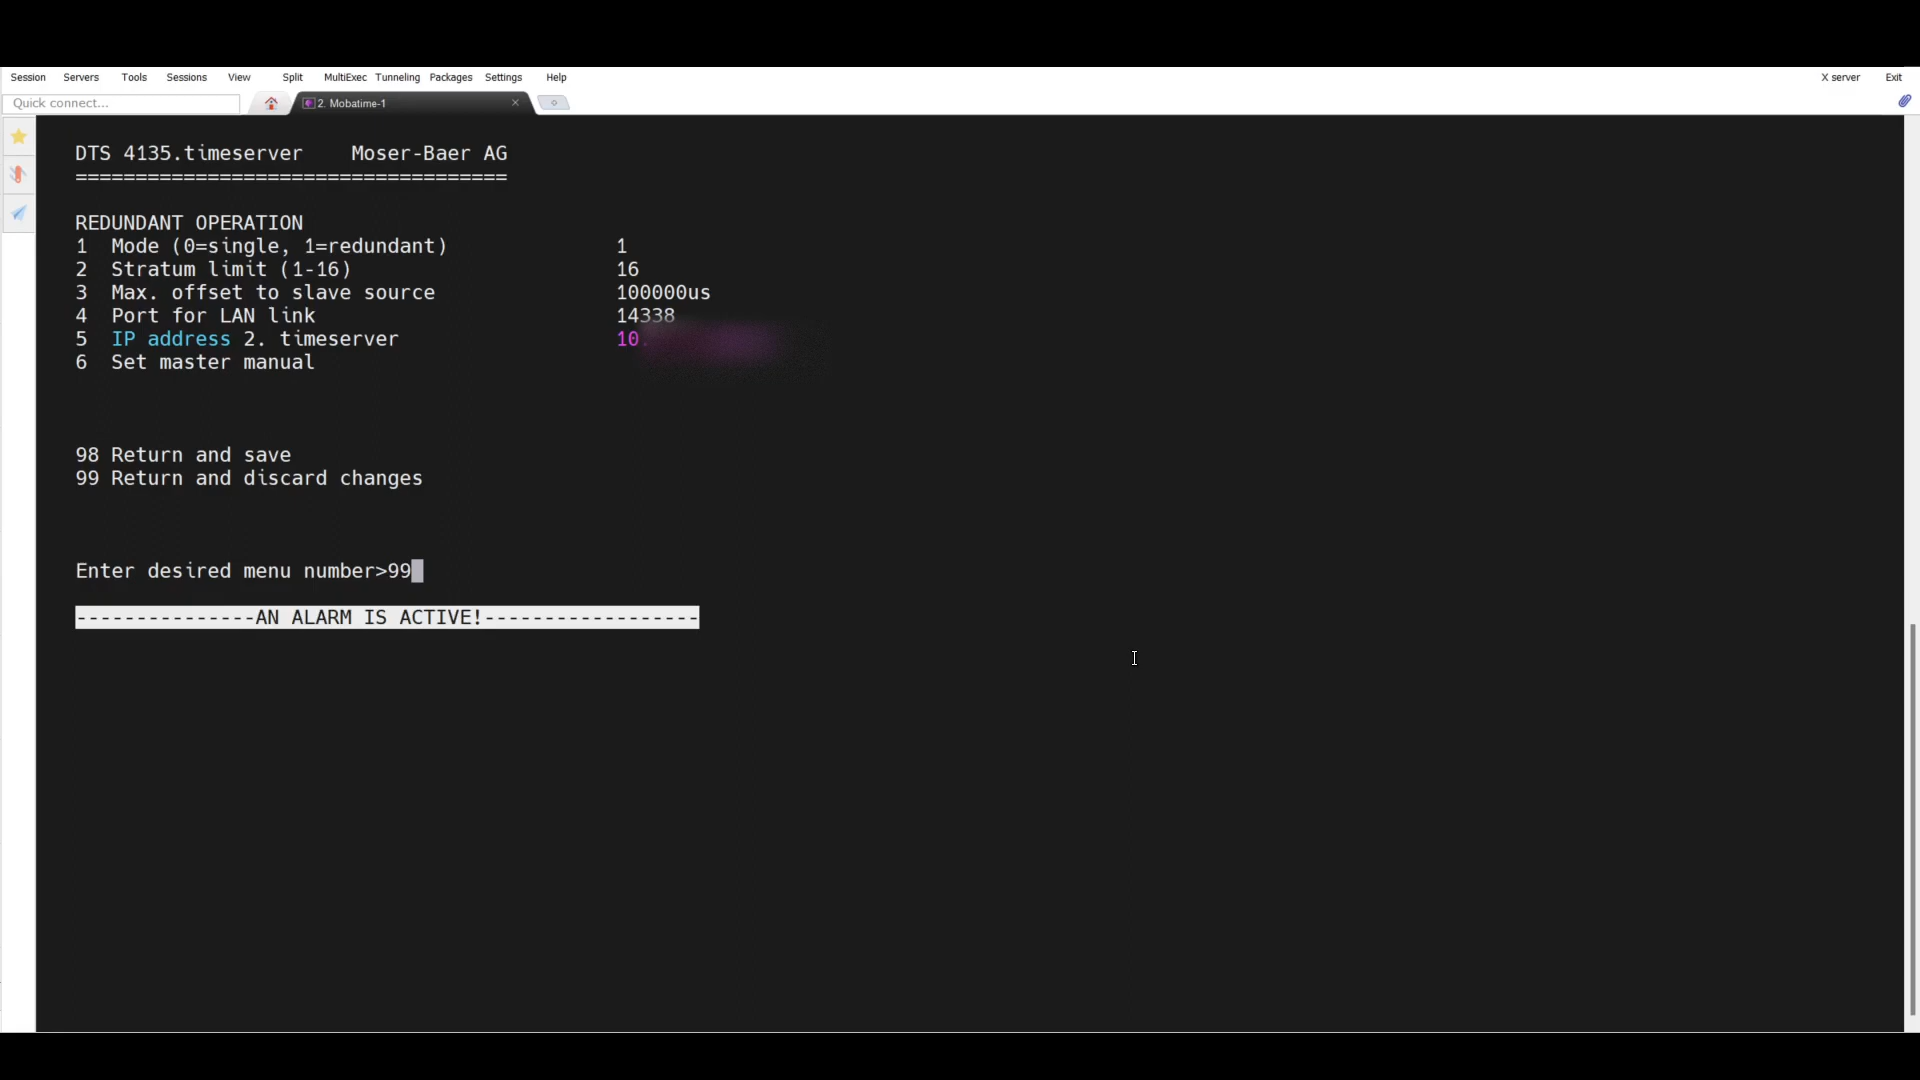 Session Servers Tools Sessions View Split MultiExec Tunneling Packages Settings Help X server Exit
Quick connect... 2. Mobatime-1
DTS 4135.timeserver    Moser-Baer AG
====================================
REDUNDANT OPERATION
1  Mode (0=single, 1=redundant)  1
2  Stratum limit (1-16)  16
3  Max. offset to slave source  100000us
4  Port for LAN link  14338
5  IP address 2. timeserver  10.
6  Set master manual
98 Return and save
99 Return and discard changes
Enter desired menu number>99
---------------AN ALARM IS ACTIVE!------------------